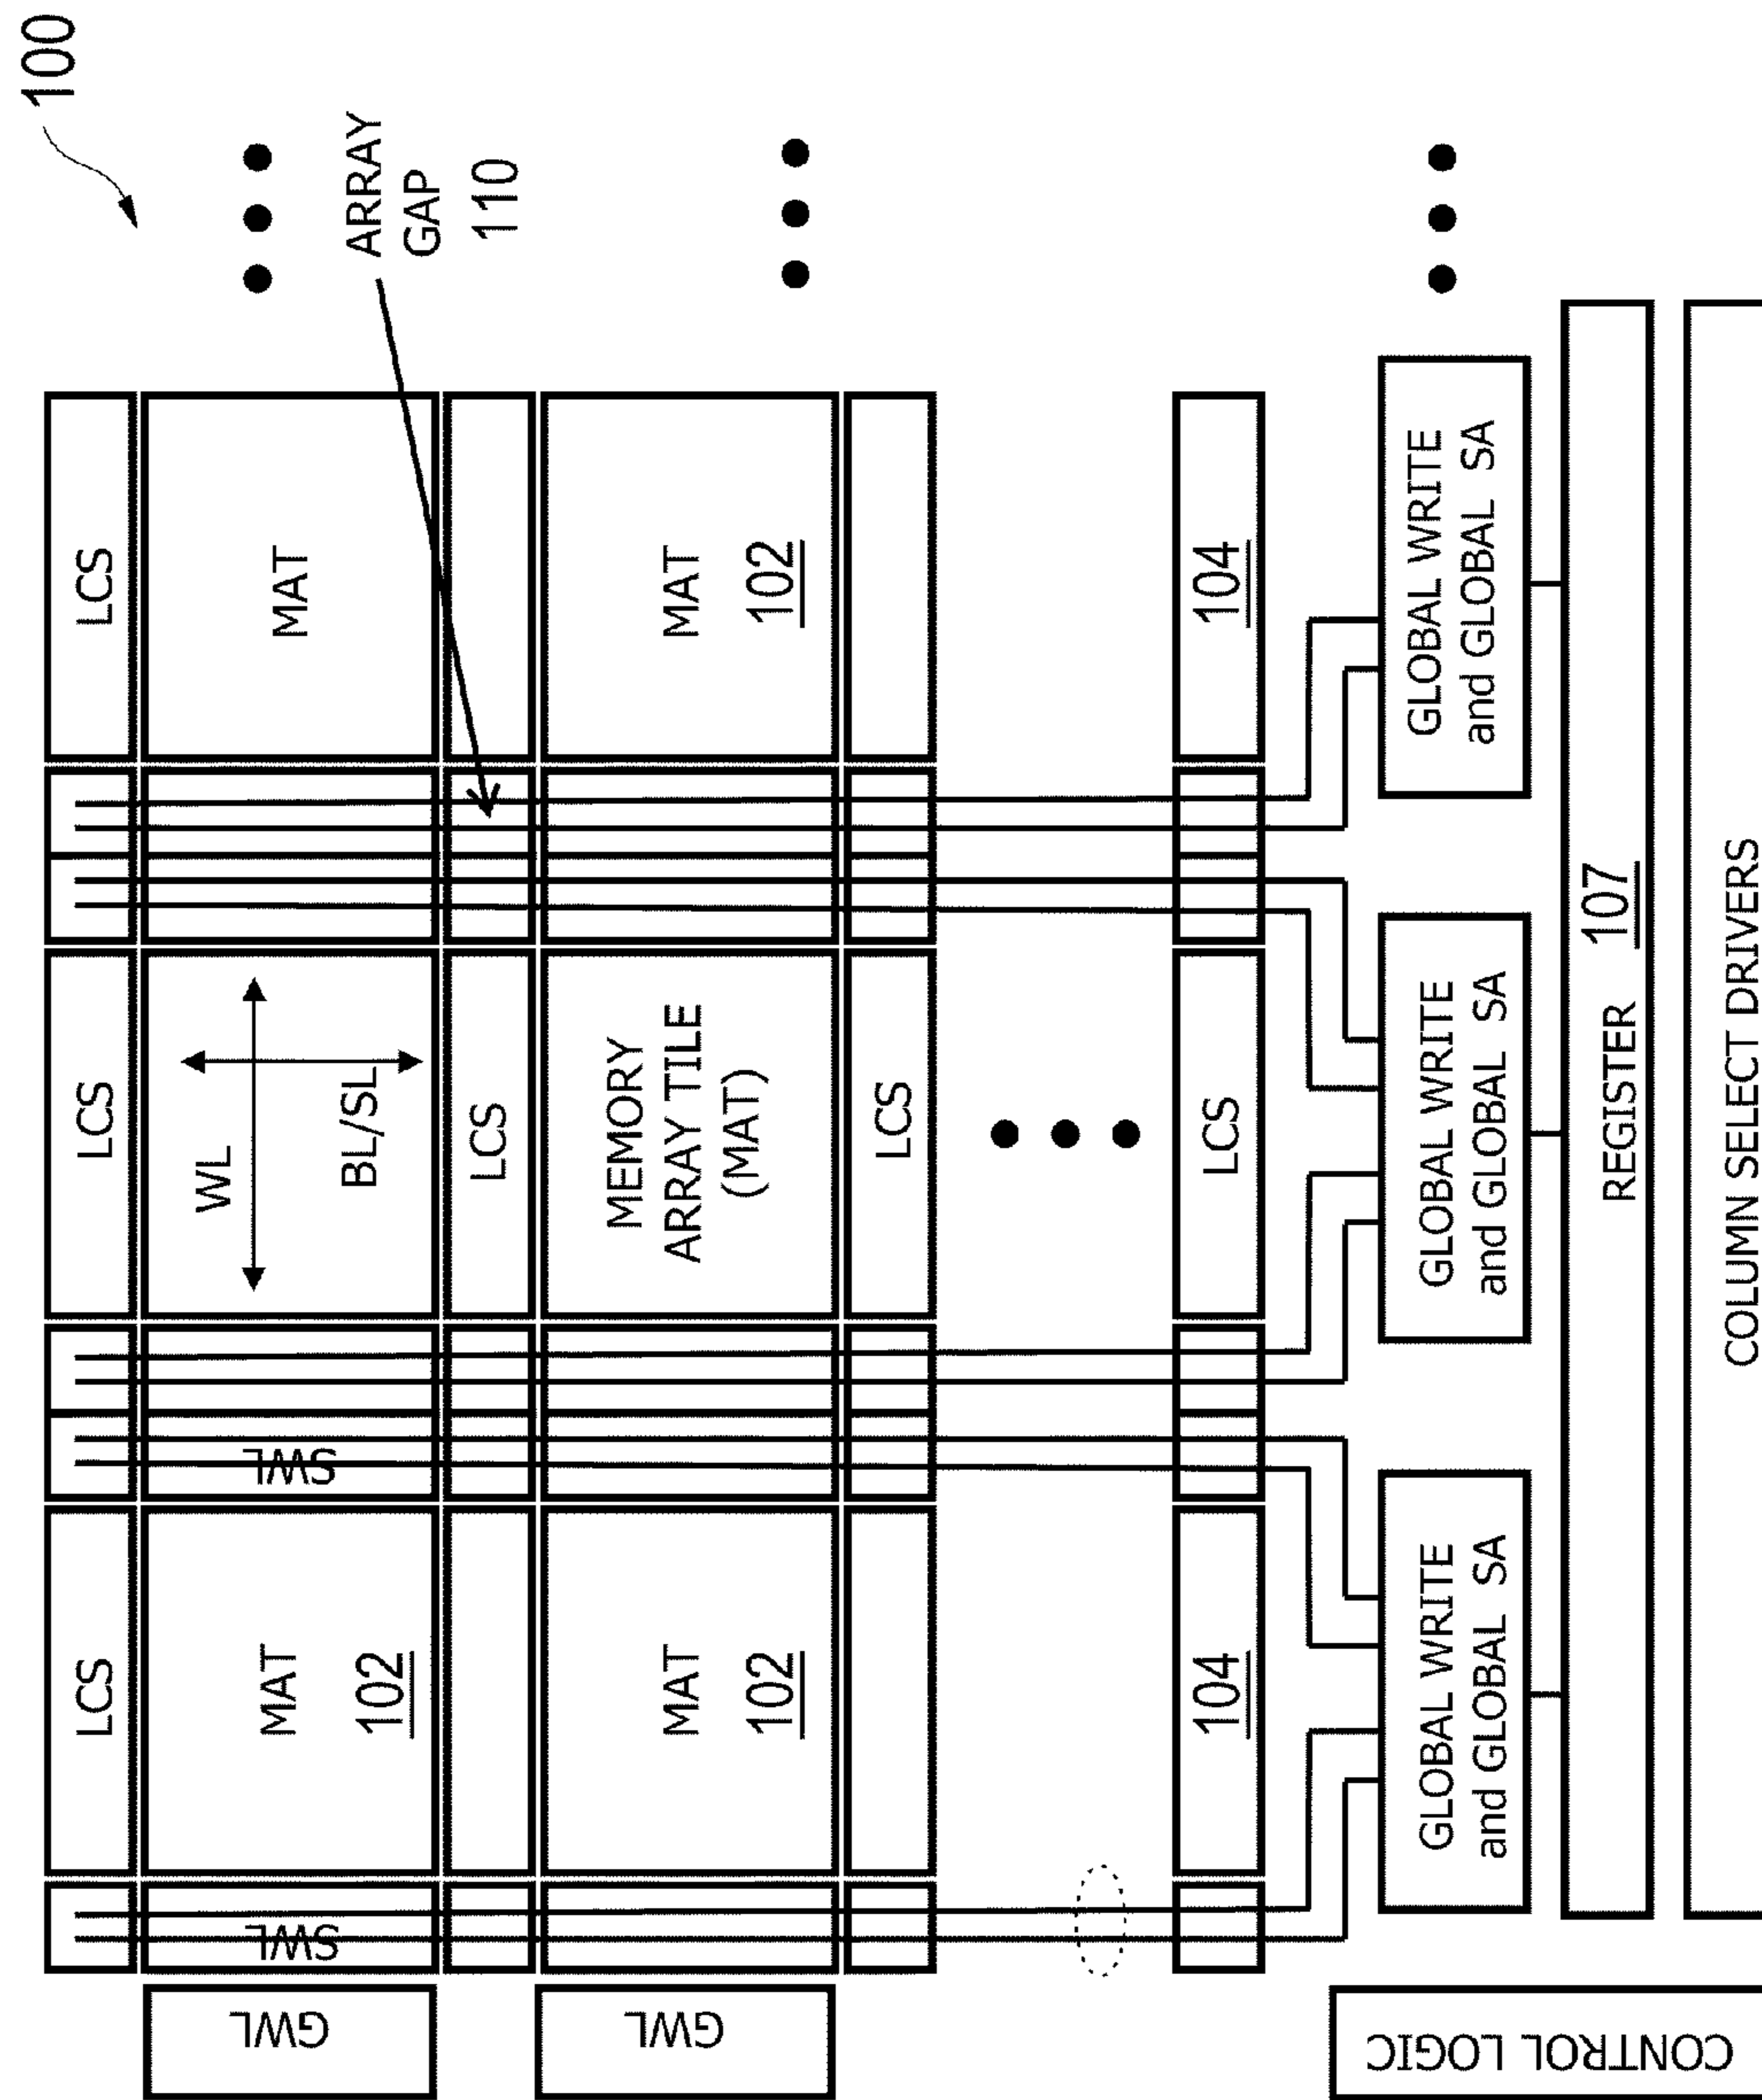 100
LCS
LCS
LCS
GWL
SWL
MAT
102
SWL
WL
BL/SL
MAT
ARRAY
GAP
110
LCS
GWL
MAT
102
MEMORY
ARRAY TILE
(MAT)
MAT
102
LCS
104
LCS
104
GLOBAL WRITE
and GLOBAL SA
GLOBAL WRITE
and GLOBAL SA
GLOBAL WRITE
and GLOBAL SA
CONTROL LOGIC
REGISTER 107
COLUMN SELECT DRIVERS